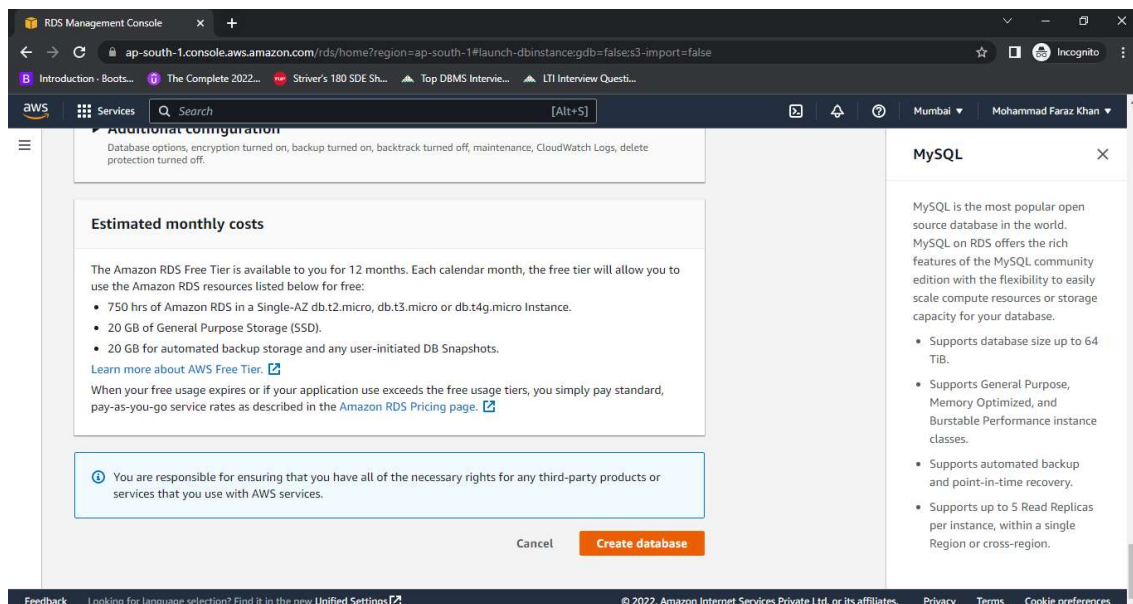 RDS Management Console
ap-south-1.console.aws.amazon.com/rds/home?region=ap-south-1#launch-dbinstance:gdb=false;s3-import=false
Incognito
B Introduction - Boots...
The Complete 2022...
Striver's 180 SDE Sh...
Top DBMS Intervie...
LTI Interview Questi...
aws
Services
Search
[Alt+S]
Mumbai
Mohammad Faraz Khan
Additional configuration
Database options, encryption turned on, backup turned on, backtrack turned off, maintenance, CloudWatch Logs, delete
protection turned off.
Estimated monthly costs
The Amazon RDS Free Tier is available to you for 12 months. Each calendar month, the free tier will allow you to
use the Amazon RDS resources listed below for free:
• 750 hrs of Amazon RDS in a Single-AZ db.t2.micro, db.t3.micro or db.t4g.micro Instance.
• 20 GB of General Purpose Storage (SSD).
• 20 GB for automated backup storage and any user-initiated DB Snapshots.
Learn more about AWS Free Tier.
When your free usage expires or if your application use exceeds the free usage tiers, you simply pay standard,
pay-as-you-go service rates as described in the Amazon RDS Pricing page.
You are responsible for ensuring that you have all of the necessary rights for any third-party products or
services that you use with AWS services.
Cancel
Create database
MySQL
MySQL is the most popular open
source database in the world.
MySQL on RDS offers the rich
features of the MySQL community
edition with the flexibility to easily
scale compute resources or storage
capacity for your database.
• Supports database size up to 64
TiB.
• Supports General Purpose,
Memory Optimized, and
Burstable Performance instance
classes.
• Supports automated backup
and point-in-time recovery.
• Supports up to 5 Read Replicas
per instance, within a single
Region or cross-region.
Feedback
Looking for language selection? Find it in the new Unified Settings
© 2022, Amazon Internet Services Private Ltd. or its affiliates.
Privacy
Terms
Cookie preferences